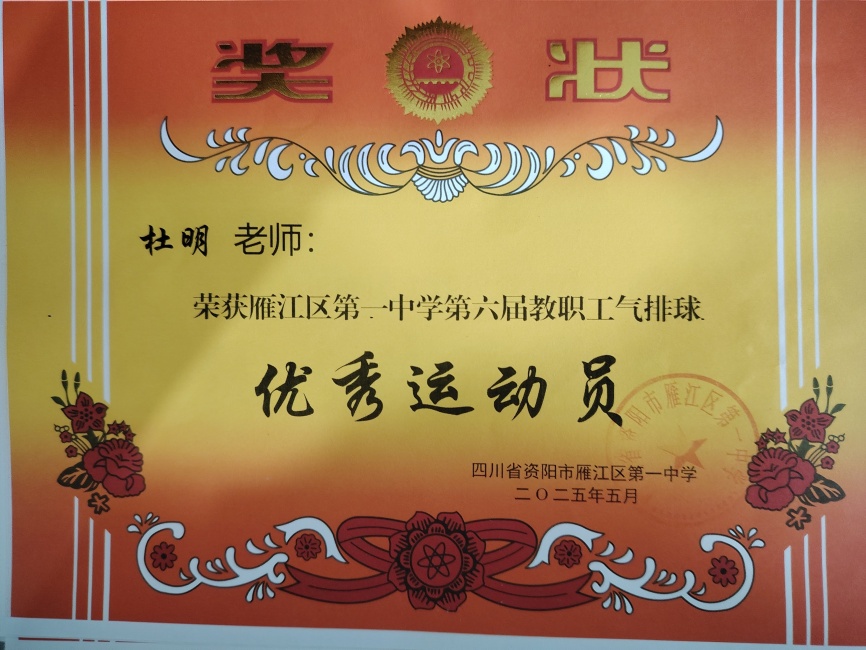 奖状
杜明 老师：
荣获雁江区第一中学第六届教职工气排球
优秀运动员
四川省资阳市雁江区第一中学
二〇二五年五月